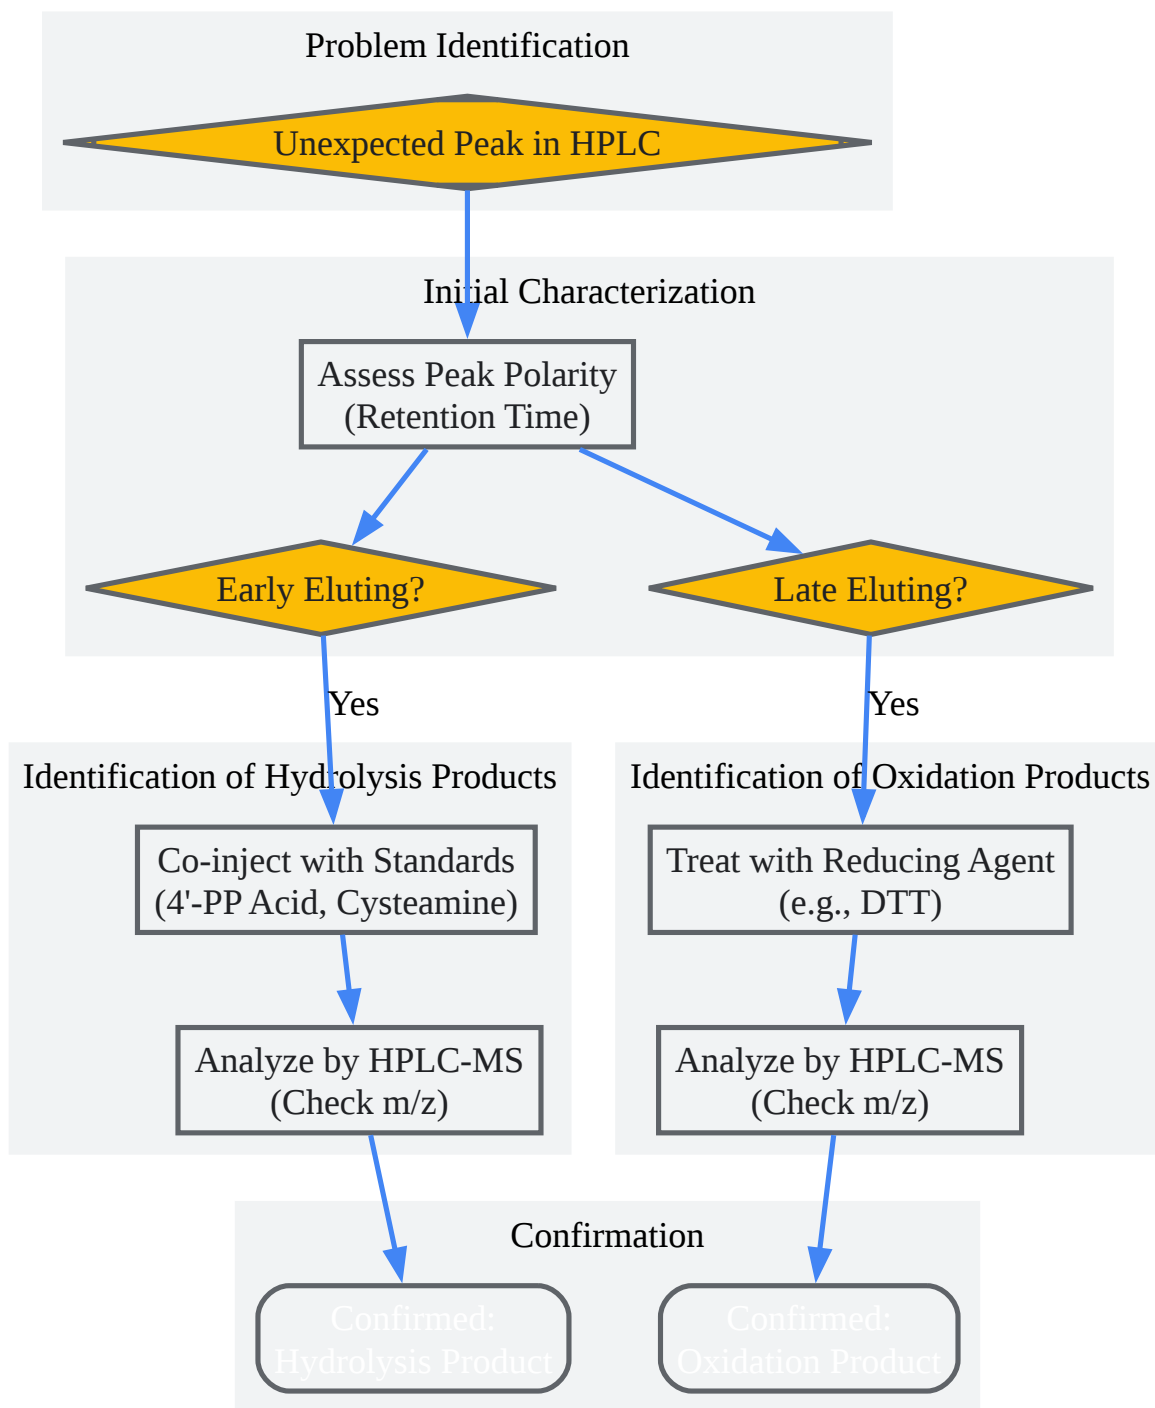 Problem Identification
Unexpected Peak in HPLC
Initial Characterization
Assess Peak Polarity
(Retention Time)
Early Eluting?
Late Eluting?
Yes
Yes
Identification of Hydrolysis Products
Identification of Oxidation Products
Co-inject with Standards
(4'-PP Acid, Cysteamine)
Treat with Reducing Agent
(e.g., DTT)
Analyze by HPLC-MS
(Check m/z)
Analyze by HPLC-MS
(Check m/z)
Confirmation
Confirmed:
Hydrolysis Product
Confirmed:
Oxidation Product